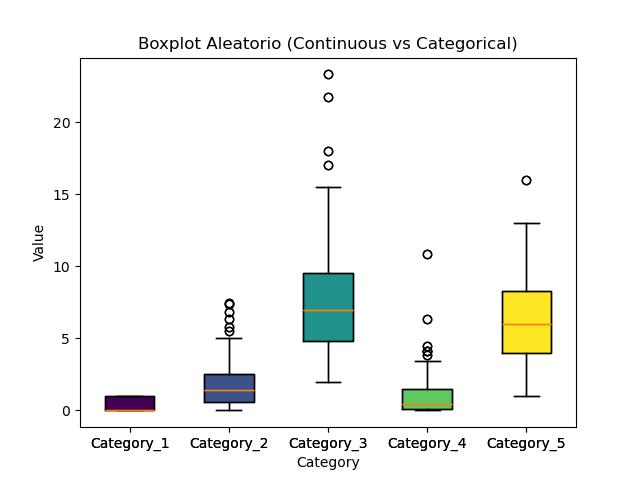 Boxplot Aleatorio (Continuous vs Categorical)
20
15
10
5
0
Value
Category_1 Category_2 Category_3 Category_4 Category_5
Category